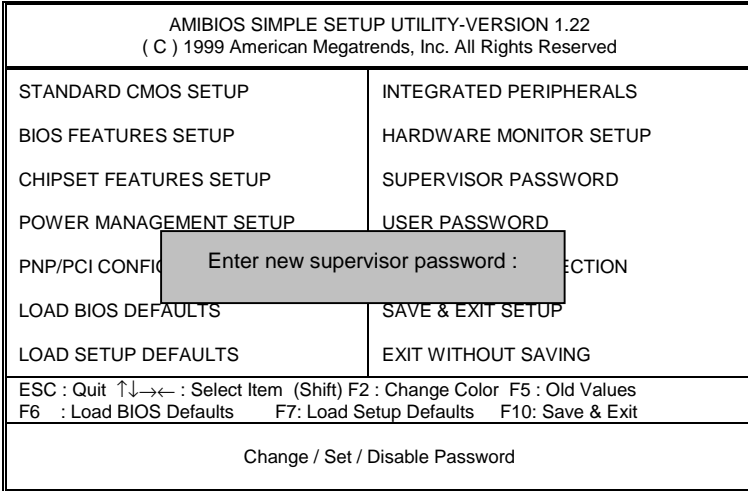 AMIBIOS SIMPLE SETUP UTILITY-VERSION 1.22
( C ) 1999 American Megatrends, Inc. All Rights Reserved
STANDARD CMOS SETUP
BIOS FEATURES SETUP
CHIPSET FEATURES SETUP
POWER MANAGEMENT SETUP
PNP/PCI
LOAD BIOS DEFAULTS
LOAD SETUP DEFAULTS
INTEGRATED PERIPHERALS
HARDWARE MONITOR SETUP
SUPERVISOR PASSWORD
USER PASSWORD
SAVE & EXIT SETUP
EXIT WITHOUT SAVING
Enter new supervisor password :
ESC : Quit ↑↓→← : Select Item (Shift) F2 : Change Color F5 : Old Values
F6 : Load BIOS Defaults F7: Load Setup Defaults F10: Save & Exit
Change / Set / Disable Password